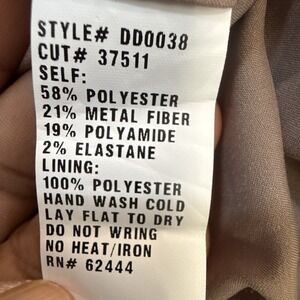 STYLE# DD0038
CUT# 37511
SELF:
58% POLYESTER
21% METAL FIBER
19% POLYAMIDE
2% ELASTANE
LINING:
100% POLYESTER
HAND WASH COLD
LAY FLAT TO DRY
DO NOT WRING
NO HEAT/IRON
RN# 62444